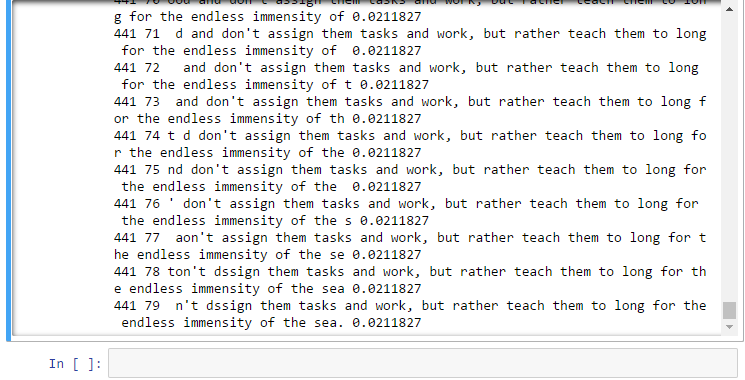 g for the endless immensity of 0.0211827
441 71  d and don't assign them tasks and work, but rather teach them to long
 for the endless immensity of  0.0211827
441 72   and don't assign them tasks and work, but rather teach them to long
 for the endless immensity of t 0.0211827
441 73  and don't assign them tasks and work, but rather teach them to long f
or the endless immensity of th 0.0211827
441 74 t d don't assign them tasks and work, but rather teach them to long fo
r the endless immensity of the 0.0211827
441 75 nd don't assign them tasks and work, but rather teach them to long for
 the endless immensity of the  0.0211827
441 76 ' don't assign them tasks and work, but rather teach them to long for
 the endless immensity of the s 0.0211827
441 77  aon't assign them tasks and work, but rather teach them to long for t
he endless immensity of the se 0.0211827
441 78 ton't dssign them tasks and work, but rather teach them to long for th
e endless immensity of the sea 0.0211827
441 79  n't dssign them tasks and work, but rather teach them to long for the
 endless immensity of the sea. 0.0211827
In [ ]: